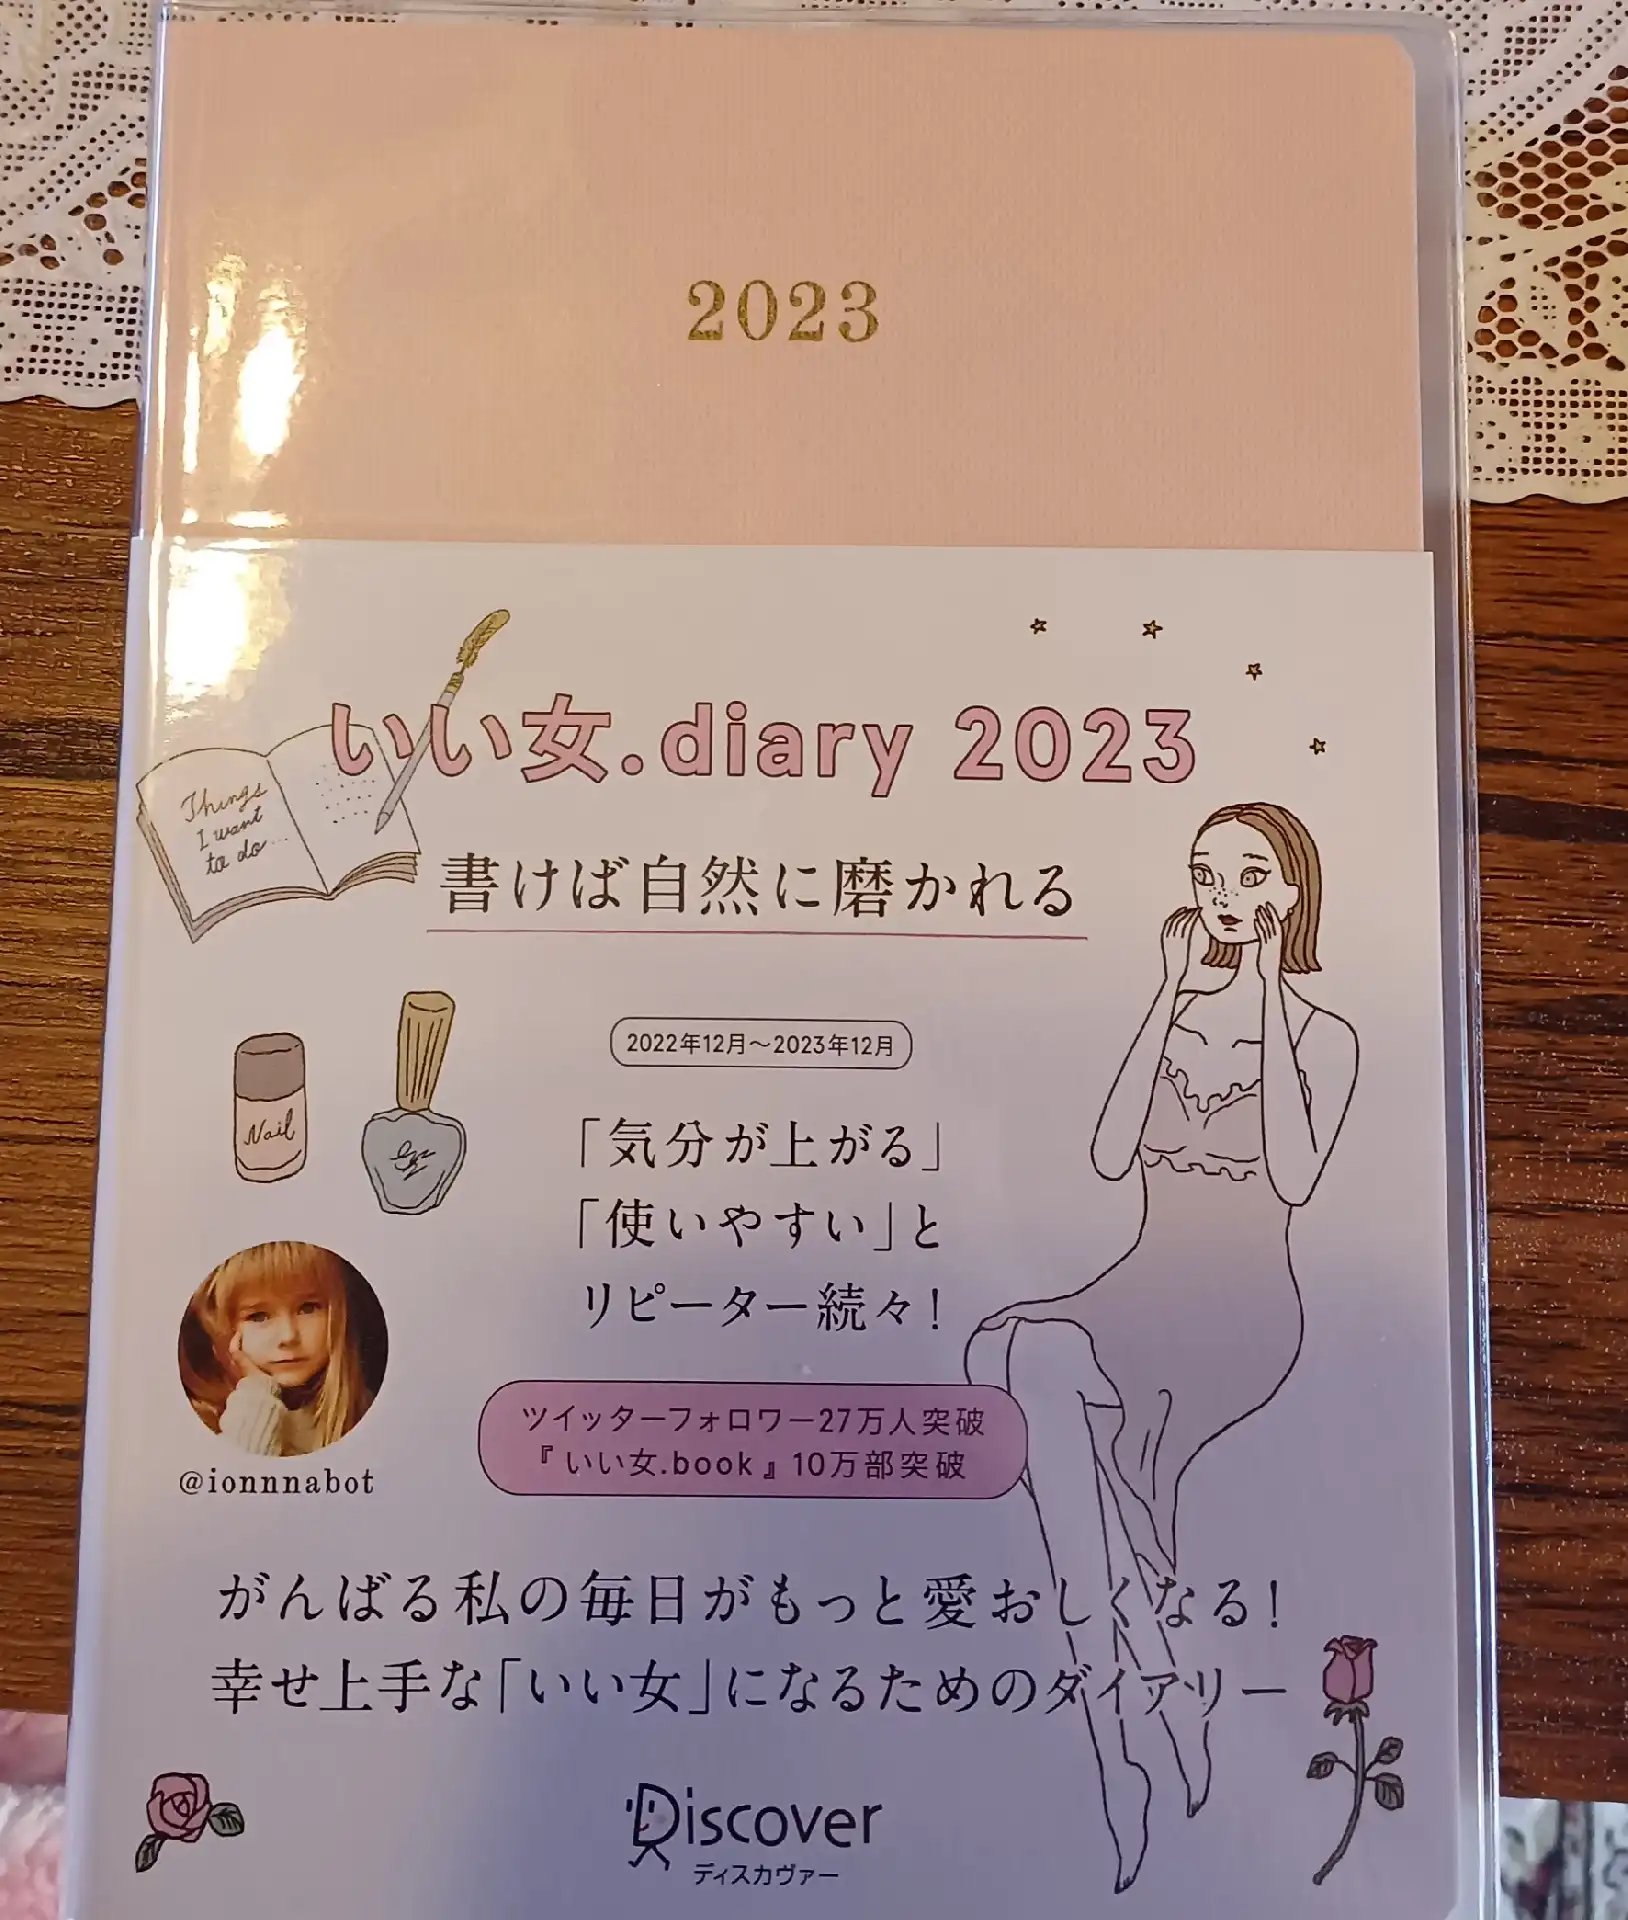 2023
いい女.diary 2023
Things
I want
to do...
書けば自然に磨かれる
2022年12月〜2023年12月
Nail
「気分が上がる」
「使いやすい」と
リピーター続々!
@ionnnabot
ツイッターフォロワー27万人突破
『いい女.book』10万部突破
がんばる私の毎日がもっと愛おしくなる!
幸せ上手な「いい女」になるためのダイアリー
Discover
ディスカヴァー